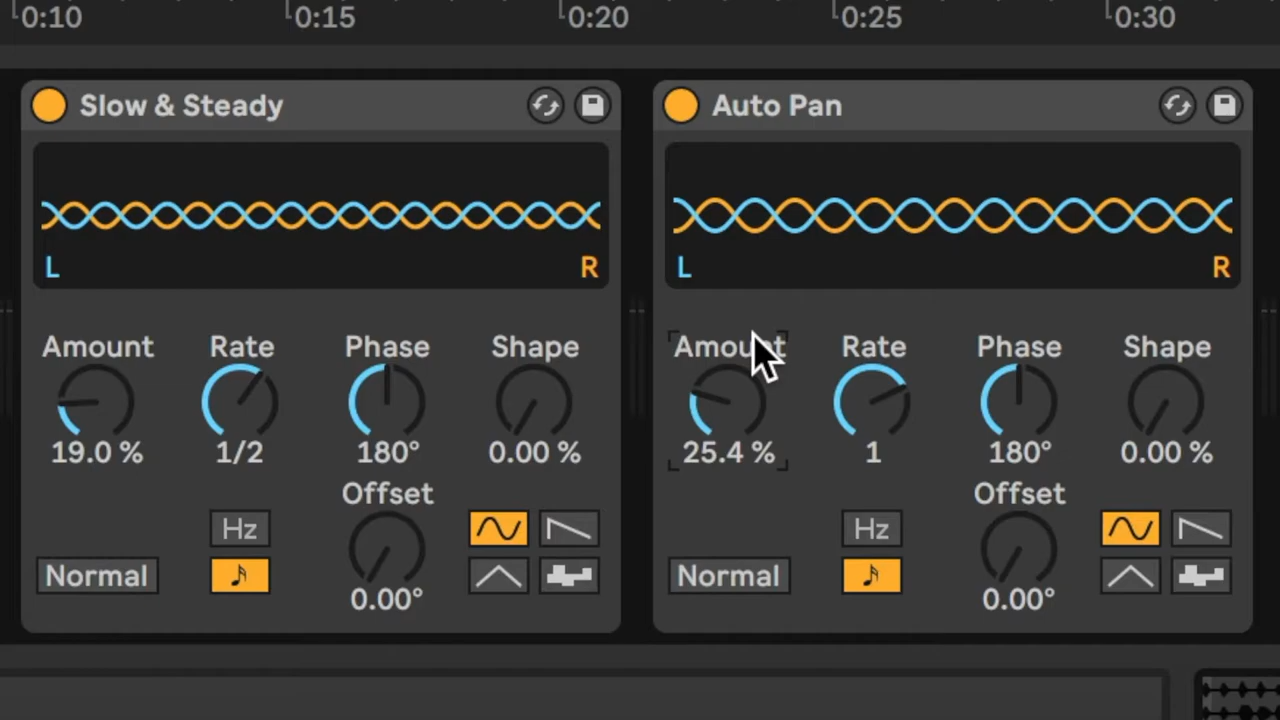 0:10 0:15 0:20 0:25 0:30
Slow & Steady
L R
Amount Rate Phase Shape
19.0 % 1/2 180° 0.00 %
Offset
Hz
Normal
0.00°
Auto Pan
L R
Amount Rate Phase Shape
25.4 % 1 180° 0.00 %
Offset
Hz
Normal
0.00°